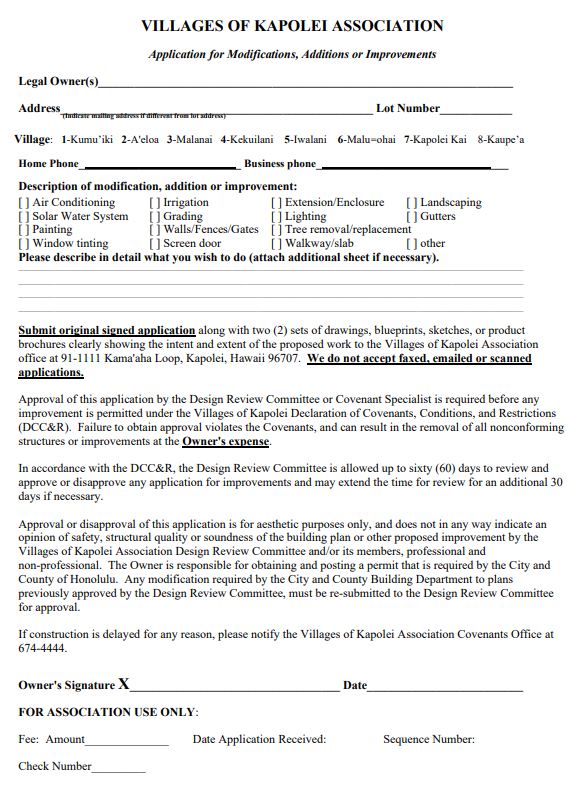 VILLAGES OF KAPOLEI ASSOCIATION
Application for Modifications, Additions or Improvements
Legal Owner(s)
Address Lot Number
(Indicate mailing address if different from lot address)
Village: 1-Kumu'iki 2-A'eloa 3-Malanai 4-Kekuilani 5-Iwalani 6-Malu=ohai 7-Kapolei Kai 8-Kaupe'a
Home Phone Business phone
Description of modification, addition or improvement:
[ ] Air Conditioning [ ] Irrigation [ ] Extension/Enclosure [ ] Landscaping
[ ] Solar Water System [ ] Grading [ ] Lighting [ ] Gutters
[ ] Painting [ ] Walls/Fences/Gates [ ] Tree removal/replacement
[ ] Window tinting [ ] Screen door [ ] Walkway/slab [ ] other
Please describe in detail what you wish to do (attach additional sheet if necessary).
Submit original signed application along with two (2) sets of drawings, blueprints, sketches, or product
brochures clearly showing the intent and extent of the proposed work to the Villages of Kapolei Association
office at 91-1111 Kama'aha Loop, Kapolei, Hawaii 96707. We do not accept faxed, emailed or scanned
applications.
Approval of this application by the Design Review Committee or Covenant Specialist is required before any
improvement is permitted under the Villages of Kapolei Declaration of Covenants, Conditions, and Restrictions
(DCC&R). Failure to obtain approval violates the Covenants, and can result in the removal of all nonconforming
structures or improvements at the Owner's expense.
In accordance with the DCC&R, the Design Review Committee is allowed up to sixty (60) days to review and
approve or disapprove any application for improvements and may extend the time for review for an additional 30
days if necessary.
Approval or disapproval of this application is for aesthetic purposes only, and does not in any way indicate an
opinion of safety, structural quality or soundness of the building plan or other proposed improvement by the
Villages of Kapolei Association Design Review Committee and/or its members, professional and
non-professional. The Owner is responsible for obtaining and posting a permit that is required by the City and
County of Honolulu. Any modification required by the City and County Building Department to plans
previously approved by the Design Review Committee, must be re-submitted to the Design Review Committee
for approval.
If construction is delayed for any reason, please notify the Villages of Kapolei Association Covenants Office at
674-4444.
Owner's Signature X Date
FOR ASSOCIATION USE ONLY:
Fee: Amount Date Application Received: Sequence Number:
Check Number